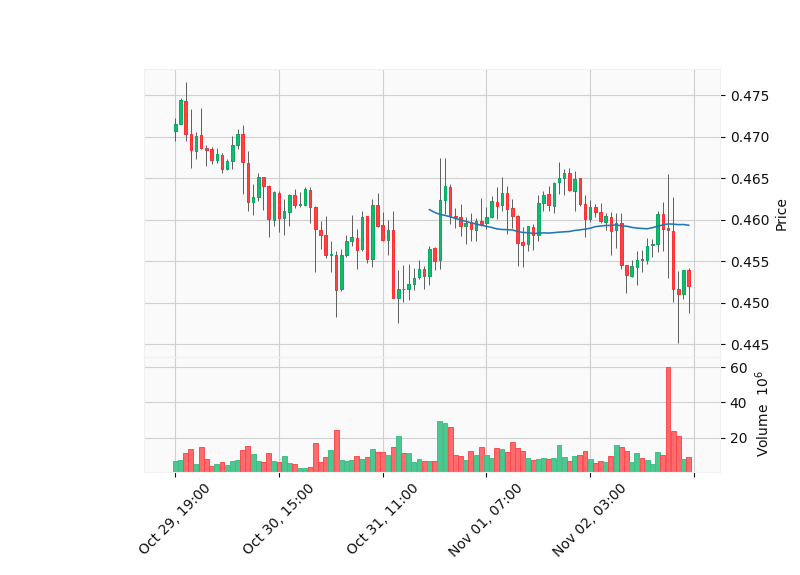 0.475
0.470
0.465
0.460
0.455
0.450
0.445
Price
60
40
20
Volume 10^6
Oct 29, 19:00
Oct 30, 15:00
Oct 31, 11:00
Nov 01, 07:00
Nov 02, 03:00